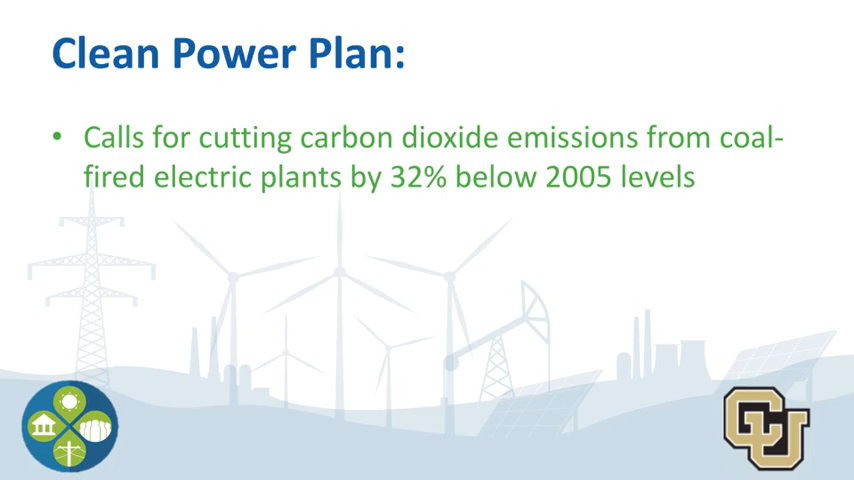 Clean Power Plan:
• Calls for cutting carbon dioxide emissions from coal-
fired electric plants by 32% below 2005 levels
CU